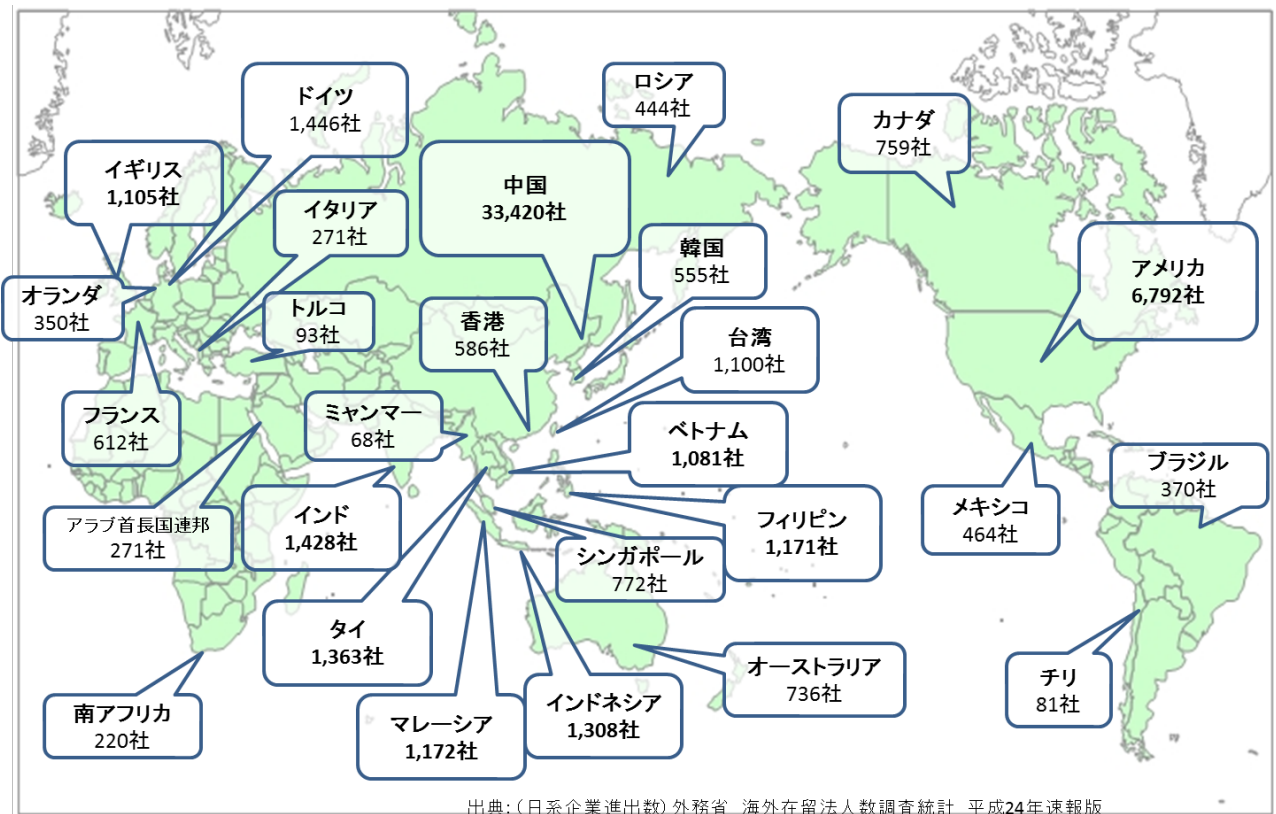 ドイツ
1,446社
ロシア
444社
カナダ
759社
イギリス
1,105社
中国
33,420社
イタリア
271社
韓国
555社
アメリカ
6,792社
オランダ
350社
トルコ
93社
香港
586社
台湾
1,100社
フランス
612社
ミャンマー
68社
ベトナム
1,081社
ブラジル
370社
アラブ首長国連邦
271社
インド
1,428社
フィリピン
1,171社
メキシコ
464社
シンガポール
772社
タイ
1,363社
オーストラリア
736社
チリ
81社
南アフリカ
220社
マレーシア
1,172社
インドネシア
1,308社
出典：（日系企業進出数）外務省　海外在留法人数調査統計　平成24年速報版